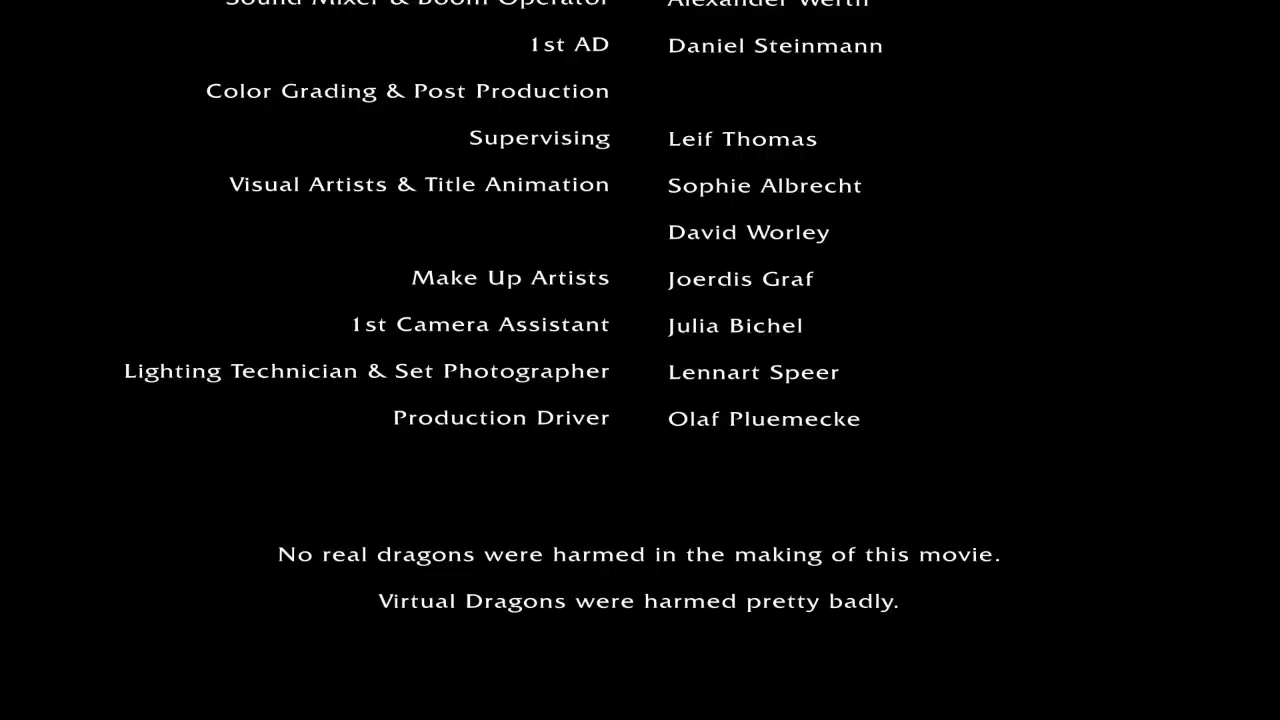 Sound Mixer & Boom Operator Alexander Werth
1st AD Daniel Steinmann
Color Grading & Post Production
Supervising Leif Thomas
Visual Artists & Title Animation Sophie Albrecht
David Worley
Make Up Artists Joerdis Graf
1st Camera Assistant Julia Bichel
Lighting Technician & Set Photographer Lennart Speer
Production Driver Olaf Pluemecke
No real dragons were harmed in the making of this movie.
Virtual Dragons were harmed pretty badly.